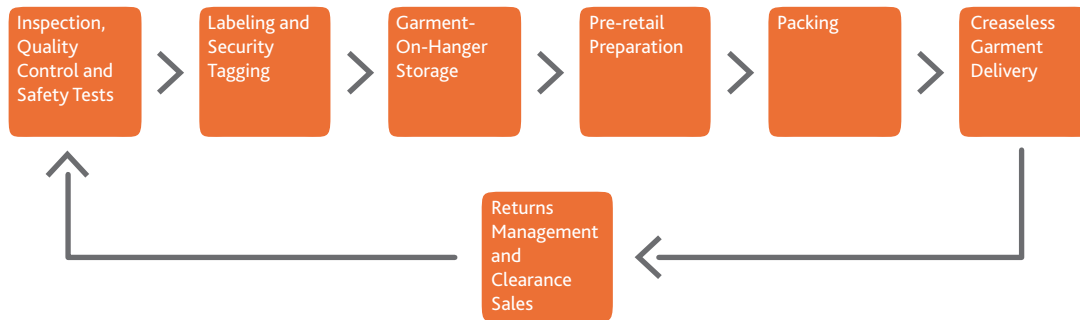 Inspection,
Quality
Control and
Safety Tests
Labeling and
Security
Tagging
Garment-
On-Hanger
Storage
Pre-retail
Preparation
Packing
Creaseless
Garment
Delivery
Returns
Management
and
Clearance
Sales